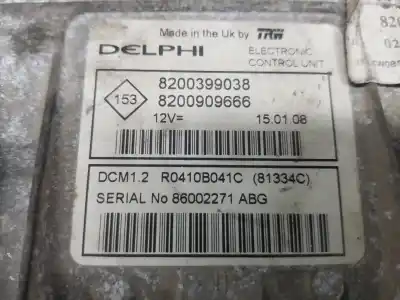 Made in the Uk by TRW
DELPHI
ELECTRONIC
CONTROL UNIT
153
8200399038
8200909666
12V=
15.01.08
DCM1.2 R0410B041C (81334C)
SERIAL No 86002271 ABG